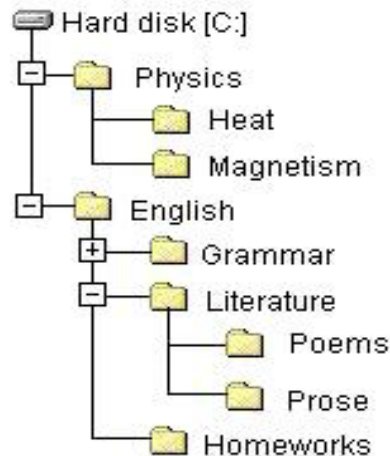 Hard disk [C:]
Physics
Heat
Magnetism
English
Grammar
Literature
Poems
Prose
Homeworks